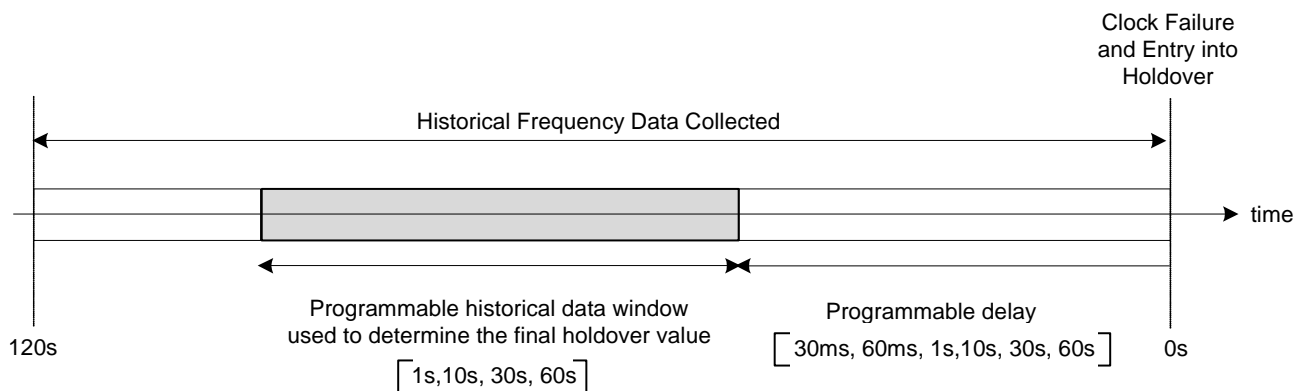 Clock Failure
and Entry into
Holdover
Historical Frequency Data Collected
time
Programmable historical data window
used to determine the final holdover value
1s,10s, 30s, 60s
Programmable delay
30ms, 60ms, 1s,10s, 30s, 60s
120s
0s